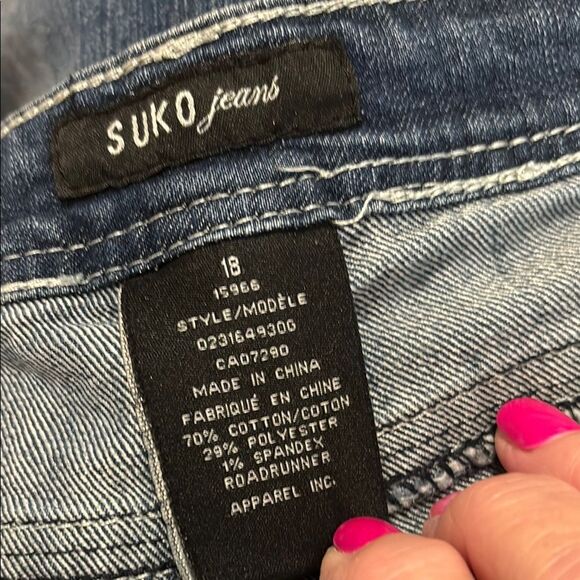 SUKO jeans
18
15966
STYLE/MODÈLE
0231649300
CA07290
MADE IN CHINA
FABRIQUÉ EN CHINE
70% COTTON/COTON
29% POLYESTER
1% SPANDEX
ROADRUNNER
APPAREL INC.